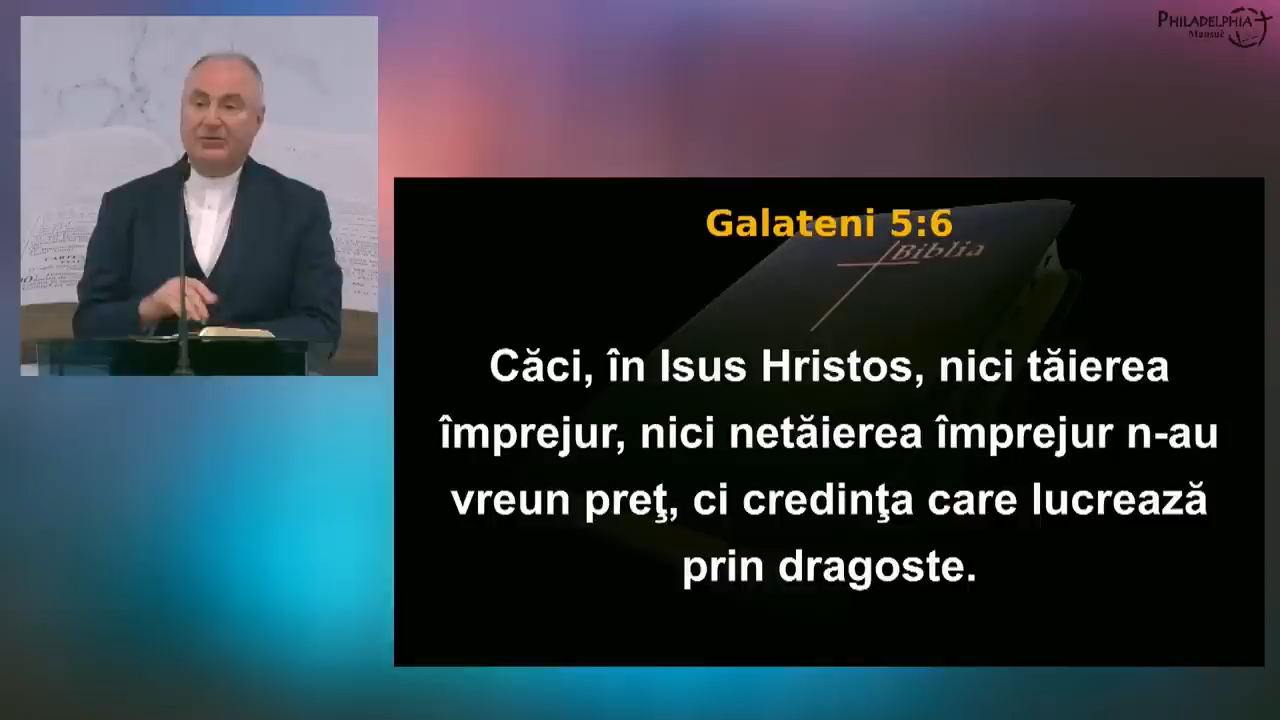 PHILADELPHIA
Mansuè
Galateni 5:6
Biblia
Căci, în Isus Hristos, nici tăierea
împrejur, nici netăierea împrejur n-au
vreun preţ, ci credinţa care lucrează
prin dragoste.